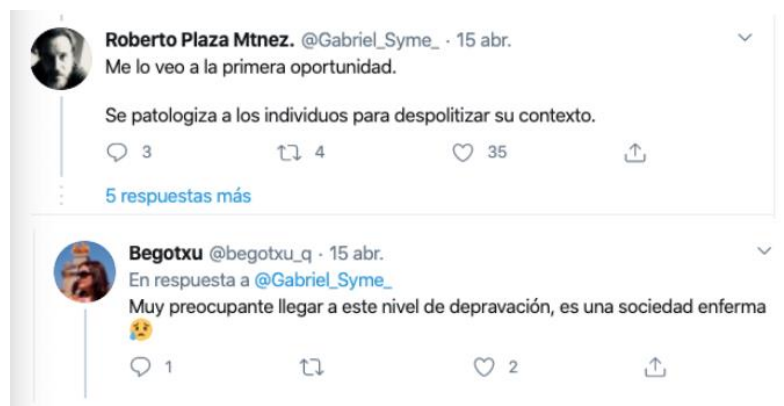 Roberto Plaza Mtnez. @Gabriel_Syme_ · 15 abr.
Me lo veo a la primera oportunidad.
Se patologiza a los individuos para despolitizar su contexto.
3 4 35
5 respuestas más
Begotxu @begotxu_q · 15 abr.
En respuesta a @Gabriel_Syme_
Muy preocupante llegar a este nivel de depravación, es una sociedad enferma
😥
1 2